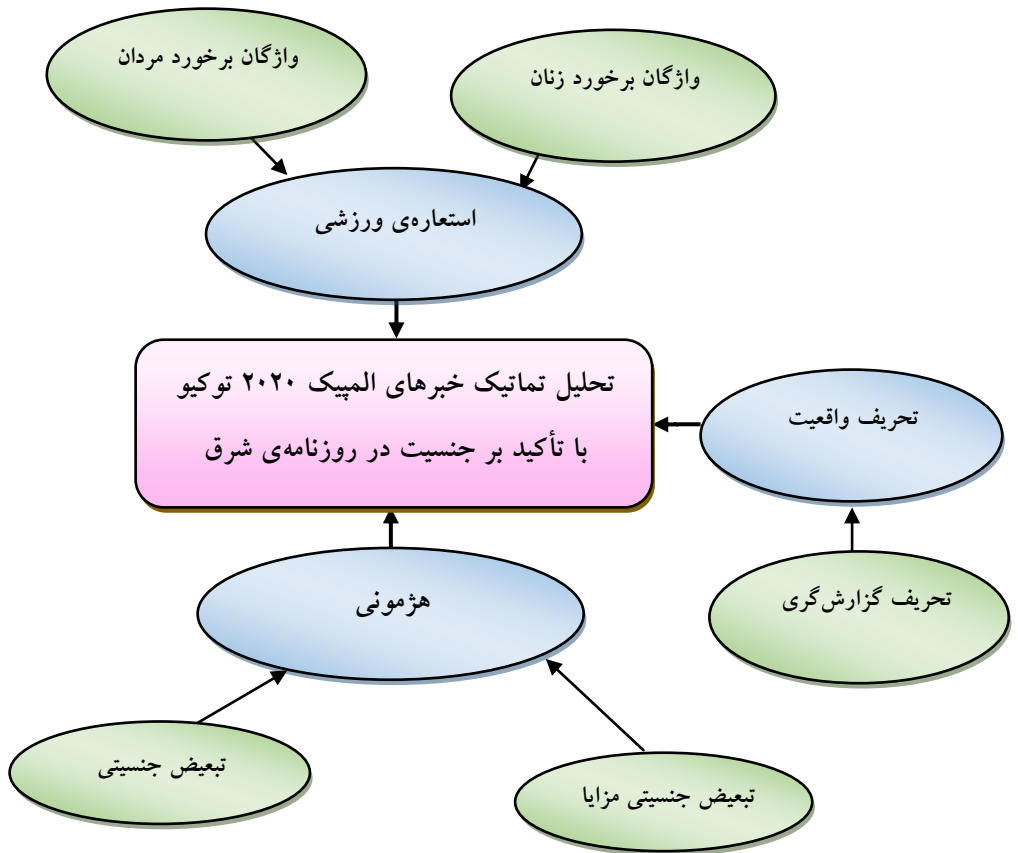 واژگان برخورد مردان
واژگان برخورد زنان
استعاره‌ی ورزشی
تحلیل تماتیک خبرهای المپیک ۲۰۲۰ توکیو
با تأکید بر جنسیت در روزنامه‌ی شرق
تحریف واقعیت
تحریف گزارش‌گری
هژمونی
تبعیض جنسیتی
تبعیض جنسیتی مزایا